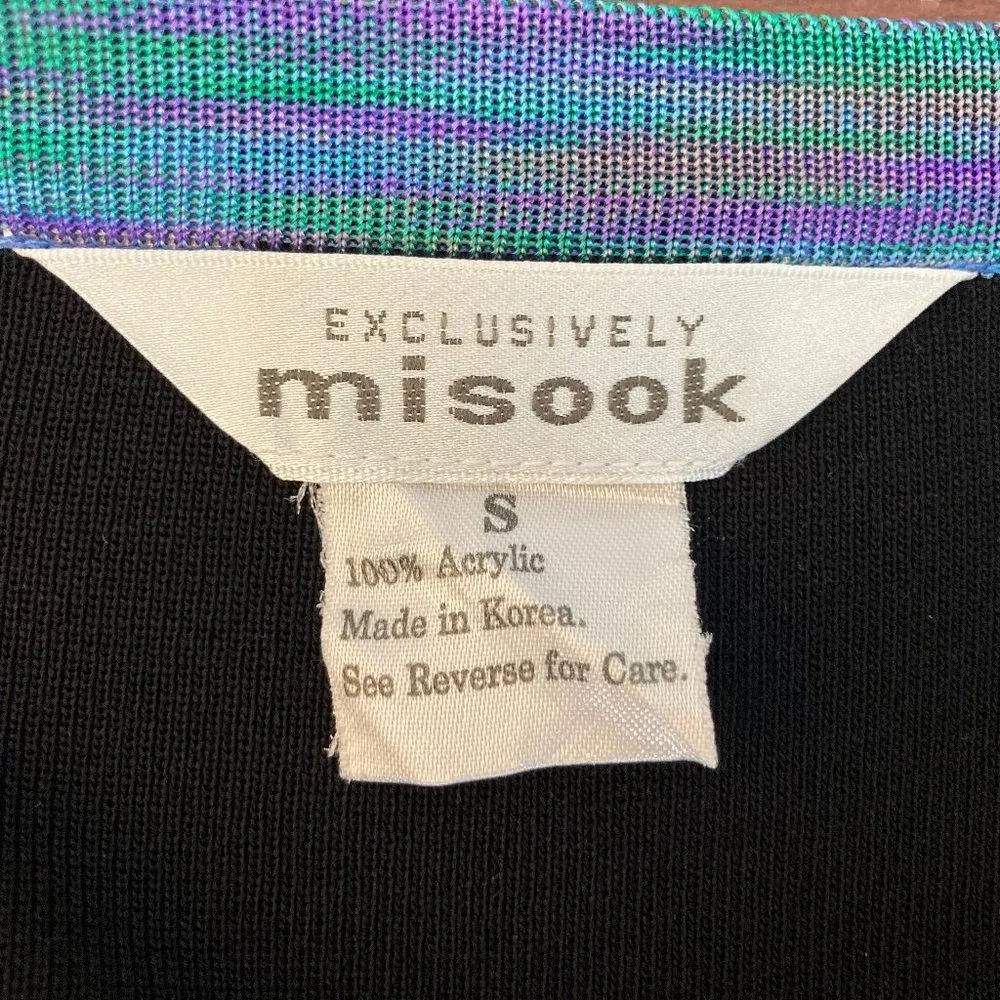 EXCLUSIVELY
misook
S
100% Acrylic
Made in Korea.
See Reverse for Care.